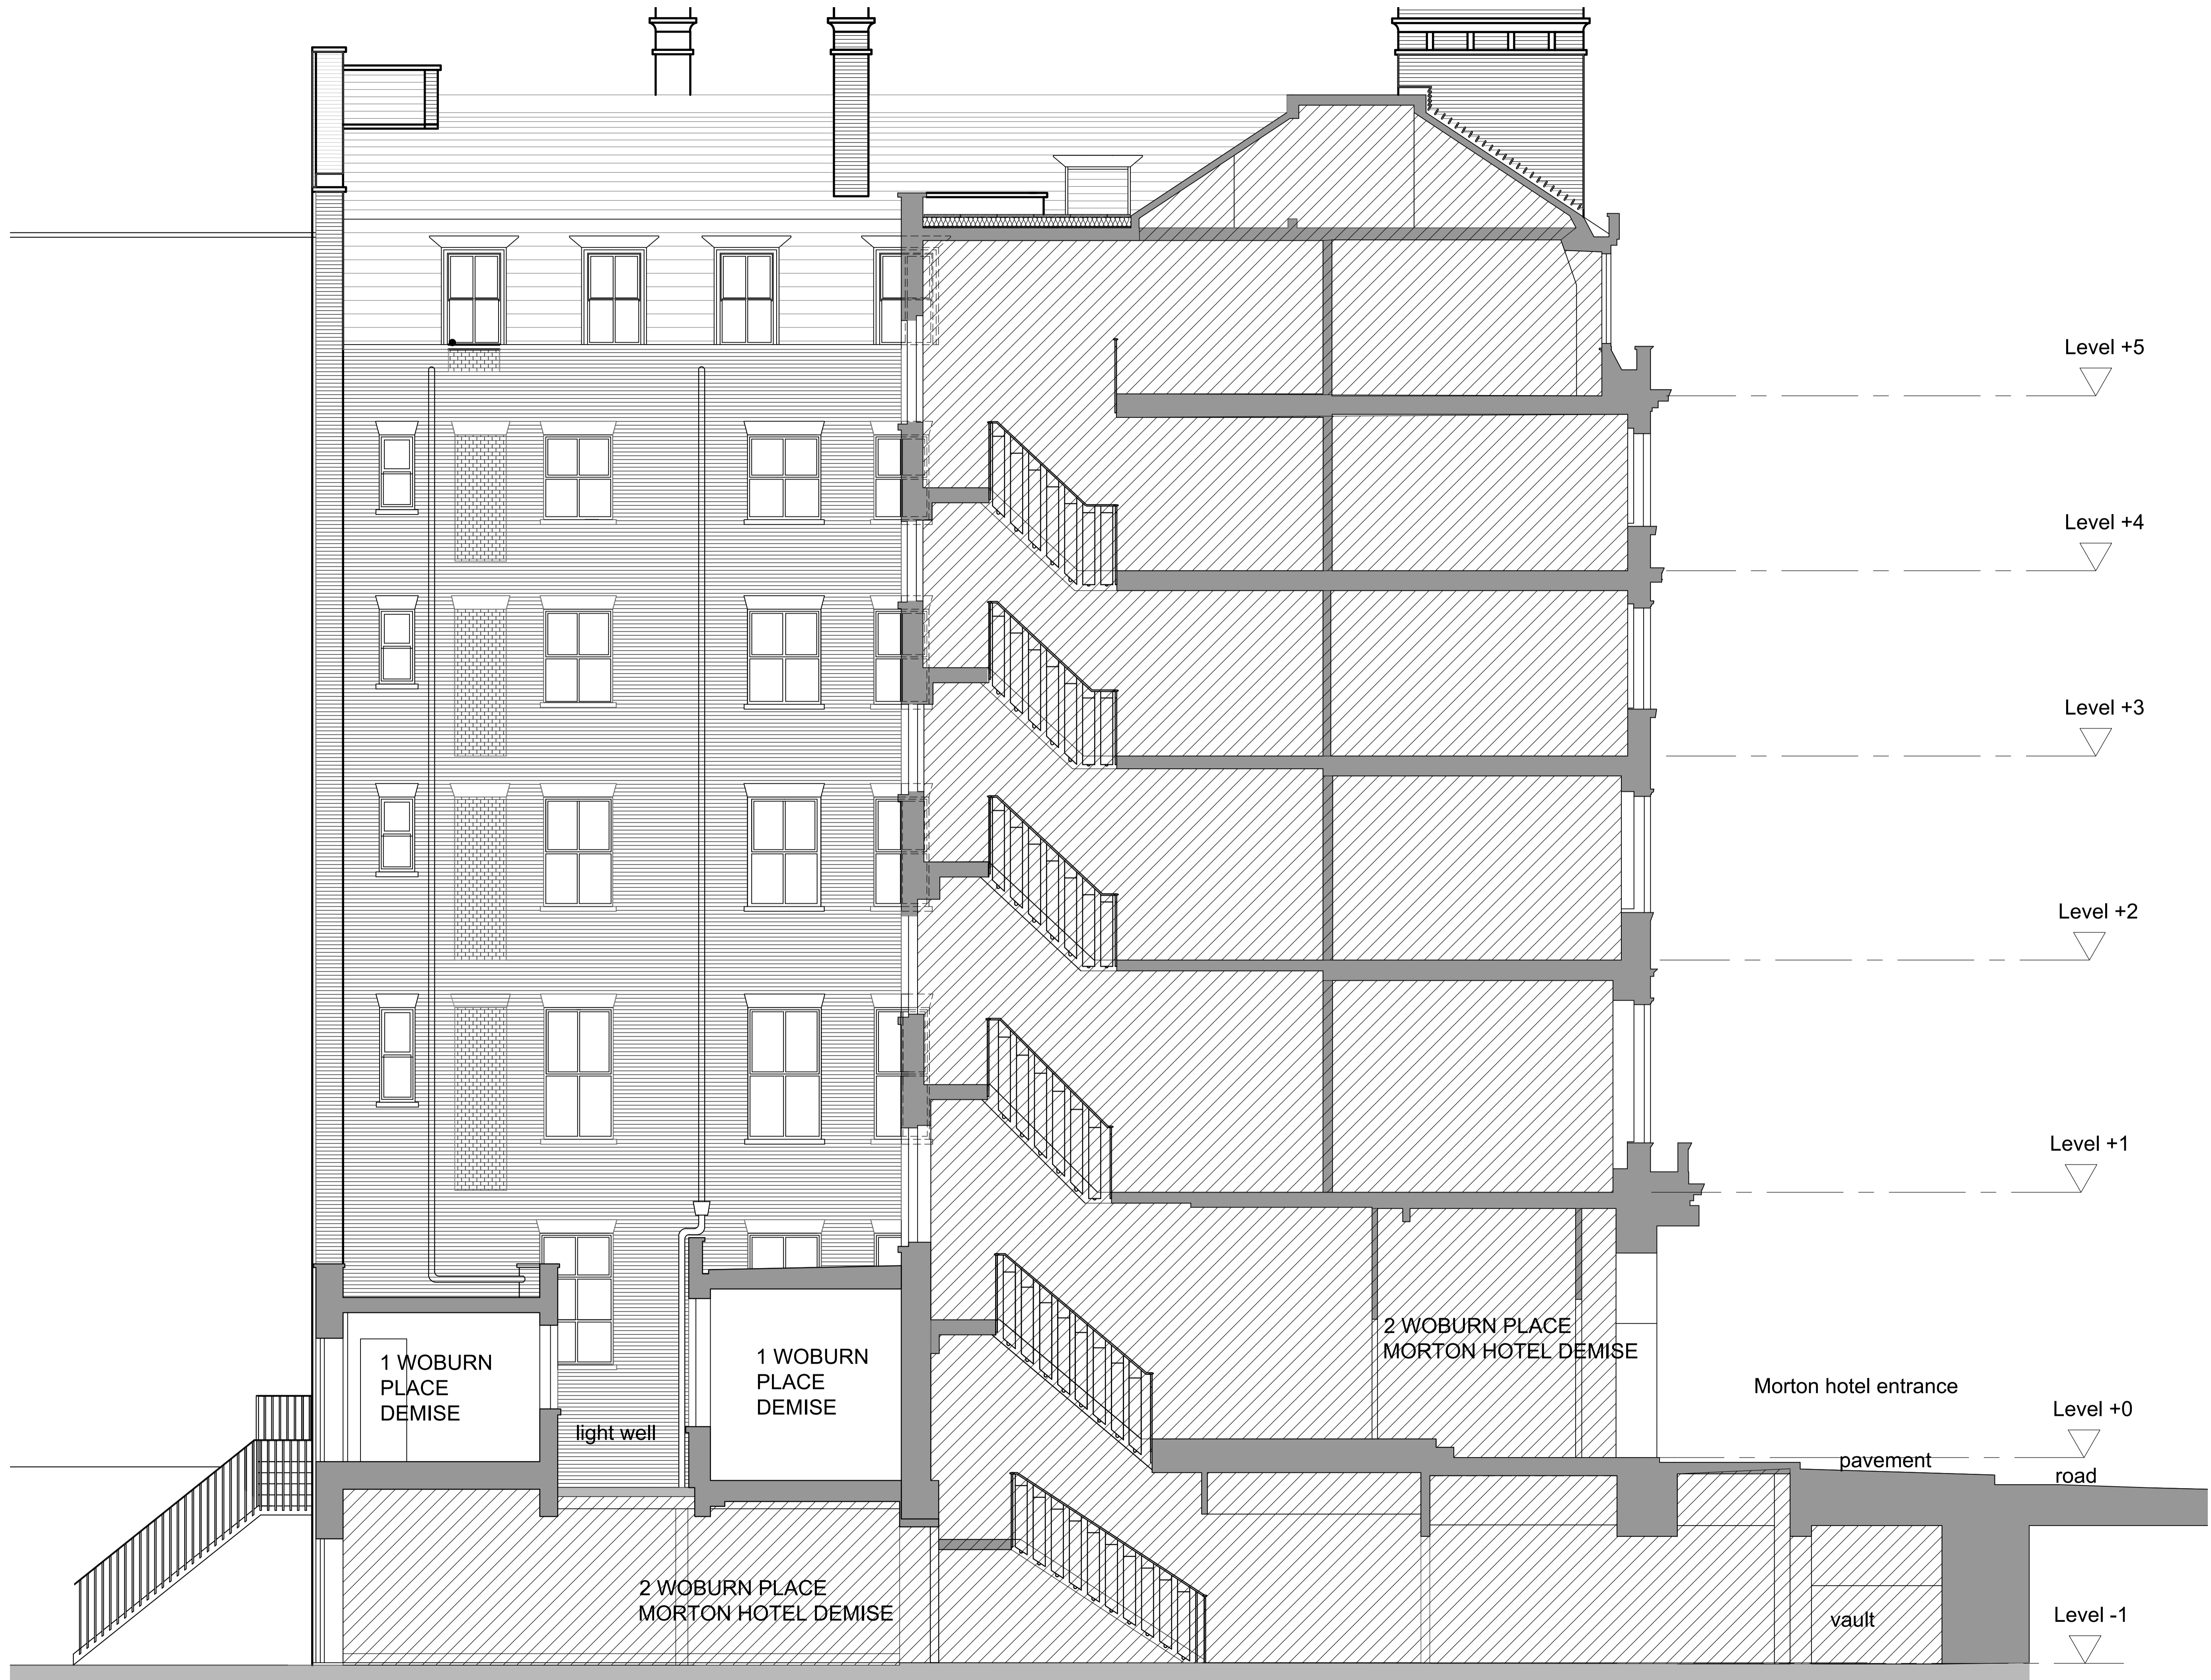 Level +5
Level +4
Level +3
Level +2
Level +1
2 WOBURN PLACE
MORTON HOTEL DEMISE
1 WOBURN
PLACE
DEMISE
1 WOBURN
PLACE
DEMISE
light well
Morton hotel entrance
Level +0
pavement
road
2 WOBURN PLACE
MORTON HOTEL DEMISE
vault
Level -1